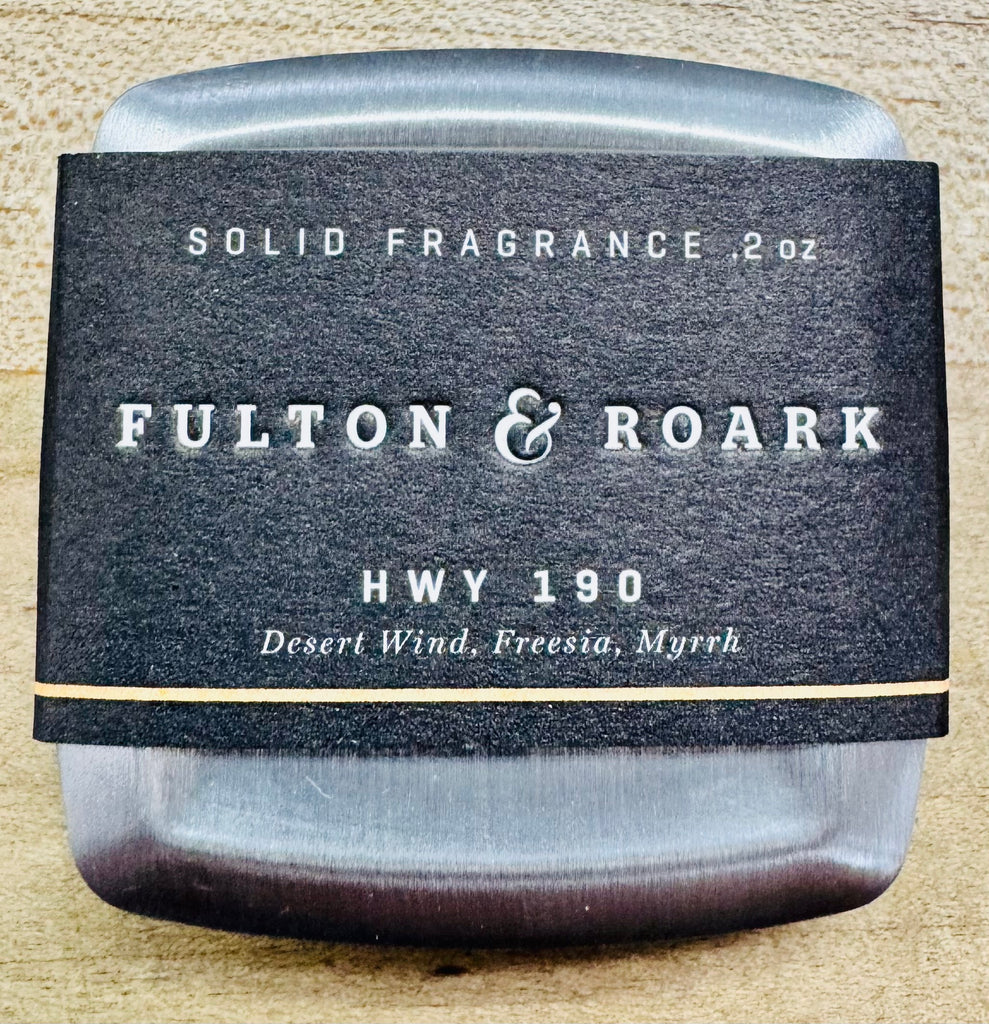 SOLID FRAGRANCE .2 oz
FULTON & ROARK
HWY 190
Desert Wind, Freesia, Myrrh